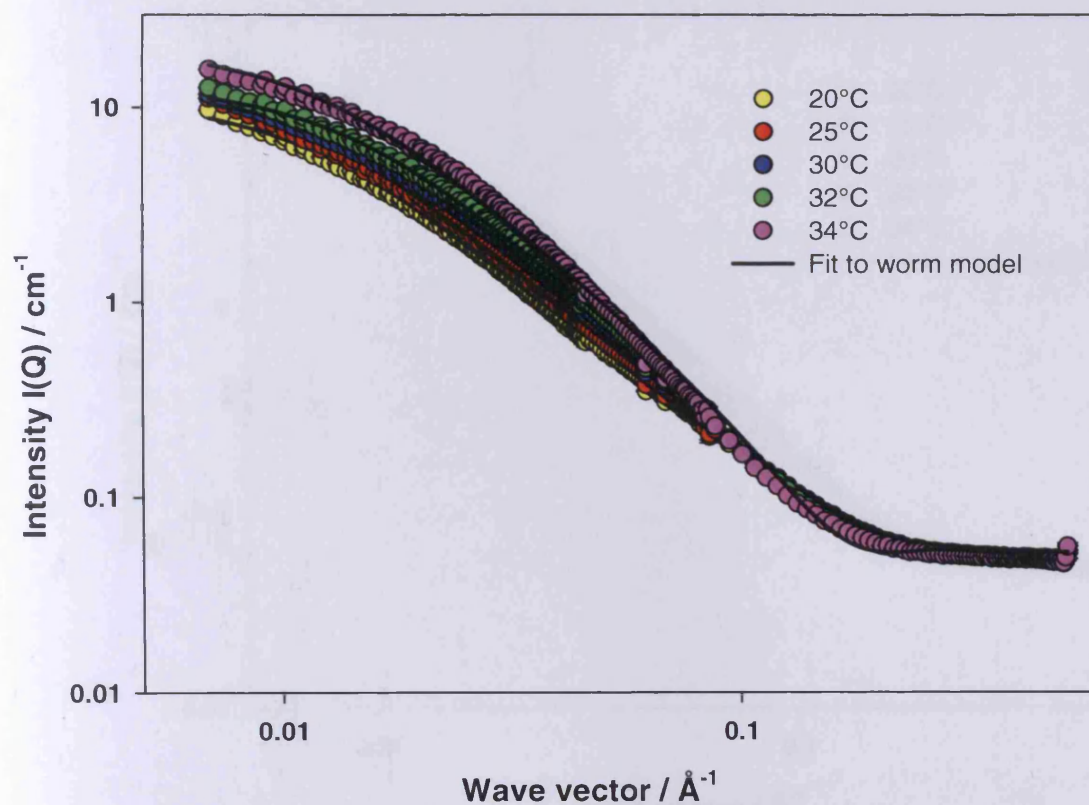 10
1
0.1
0.01
0.01
0.1
Intensity I(Q) / cm⁻¹
Wave vector / Å⁻¹
20°C
25°C
30°C
32°C
34°C
Fit to worm model